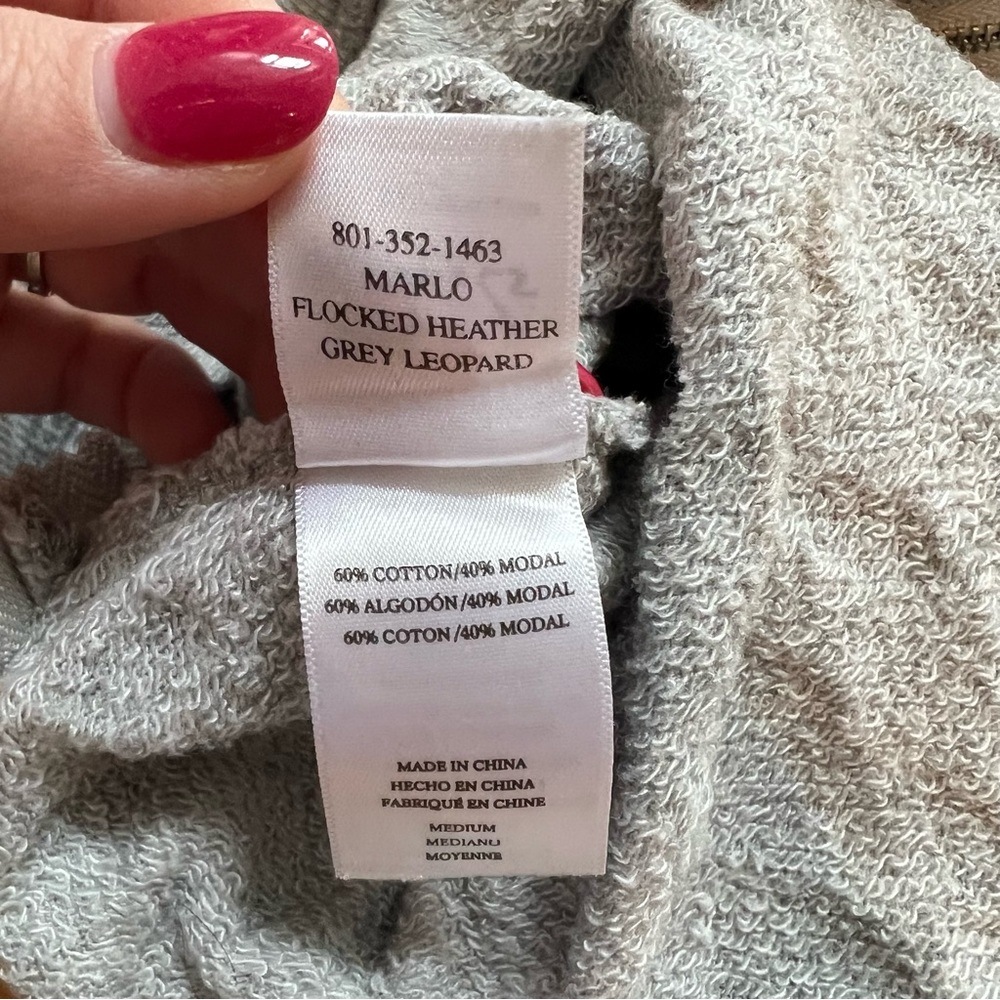 801-352-1463
MARLO
FLOCKED HEATHER
GREY LEOPARD
60% COTTON/40% MODAL
60% ALGODÓN/40% MODAL
60% COTON/40% MODAL
MADE IN CHINA
HECHO EN CHINA
FABRIQUÉ EN CHINE
MEDIUM
MEDIANO
MOYENNE